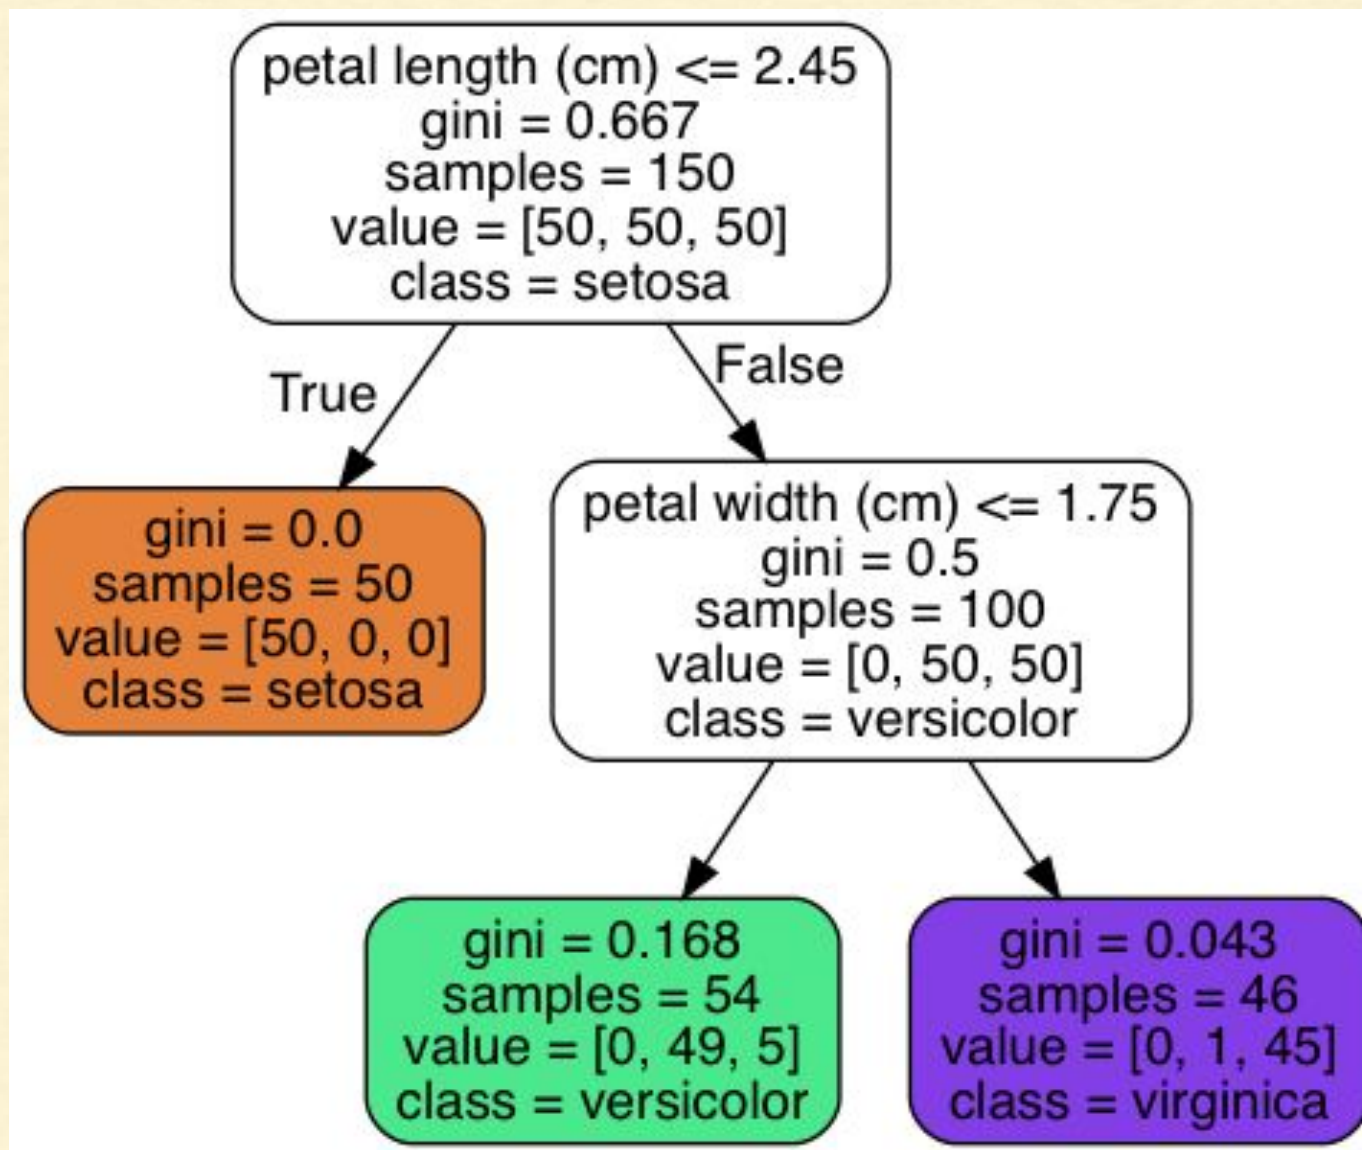 petal length (cm) <= 2.45
gini = 0.667
samples = 150
value = [50, 50, 50]
class = setosa
True
False
gini = 0.0
samples = 50
value = [50, 0, 0]
class = setosa
petal width (cm) <= 1.75
gini = 0.5
samples = 100
value = [0, 50, 50]
class = versicolor
gini = 0.168
samples = 54
value = [0, 49, 5]
class = versicolor
gini = 0.043
samples = 46
value = [0, 1, 45]
class = virginica